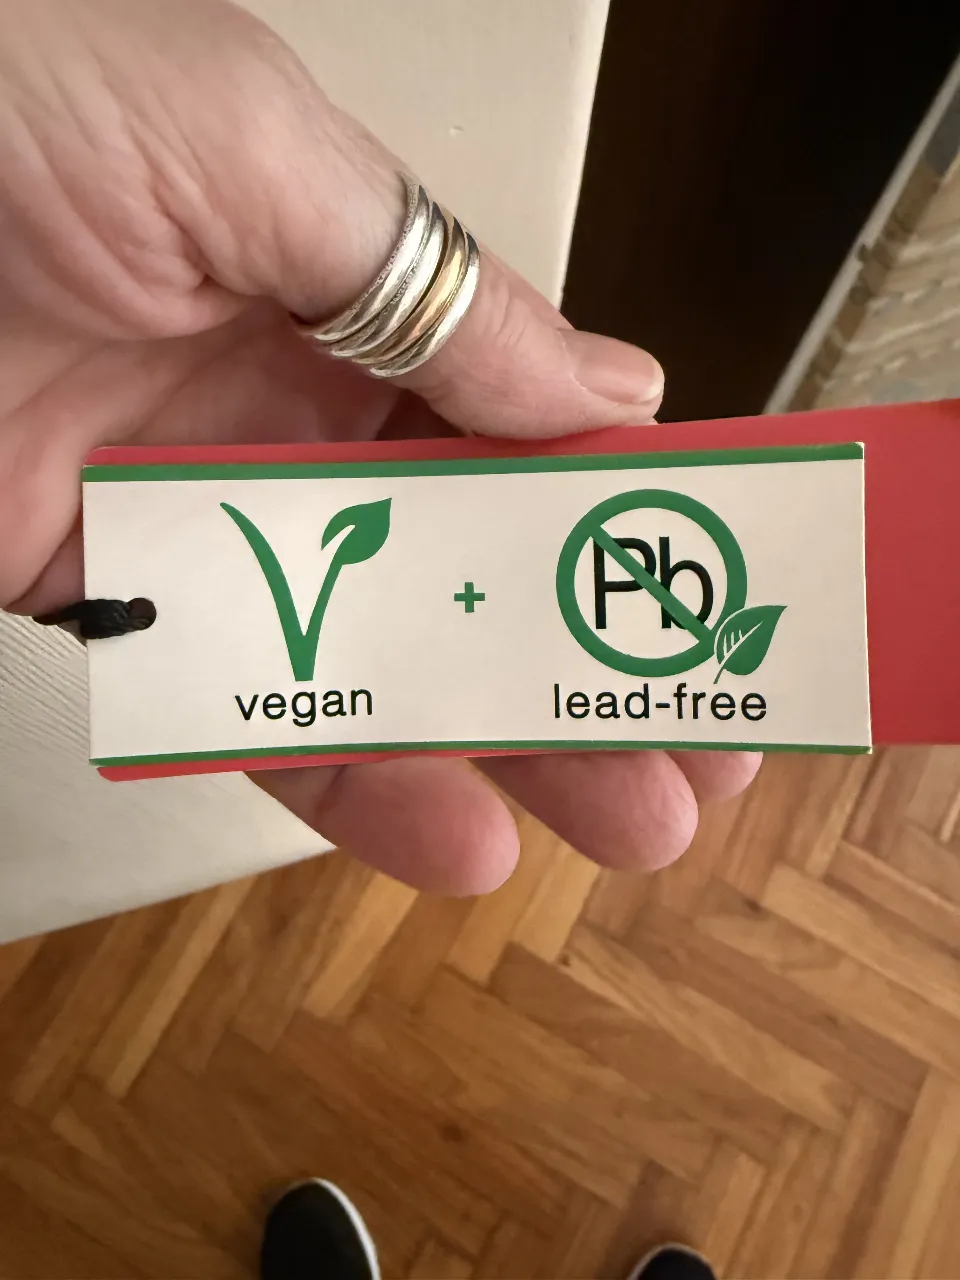 V + Pb
vegan lead-free